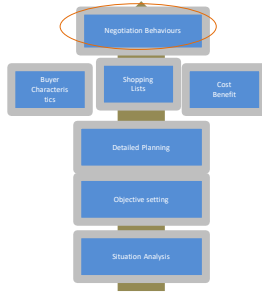 Negotiation Behaviours
Buyer
Characteris
tics
Shopping
Lists
Cost
Benefit
Detailed Planning
Objective setting
Situation Analysis